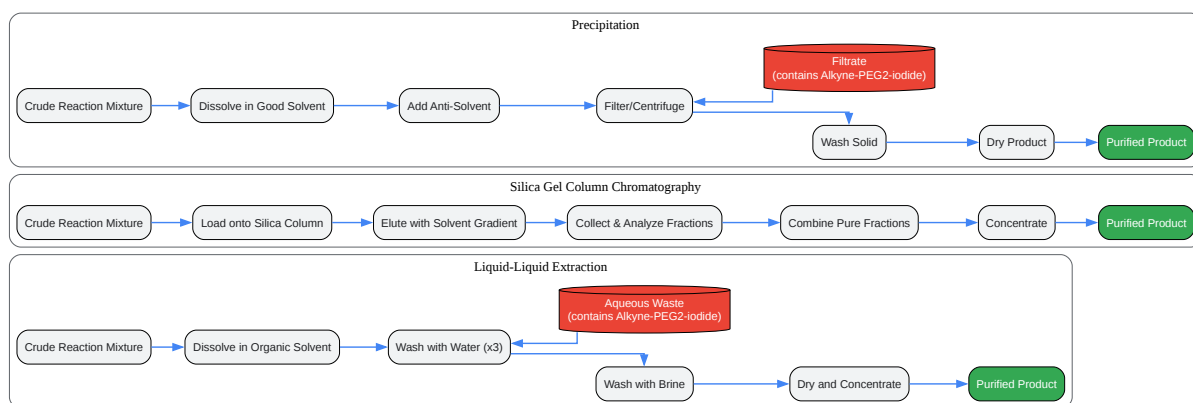 Precipitation
Filtrate
(contains Alkyne-PEG2-iodide)
Crude Reaction Mixture
Dissolve in Good Solvent
Add Anti-Solvent
Filter/Centrifuge
Wash Solid
Dry Product
Purified Product
Silica Gel Column Chromatography
Crude Reaction Mixture
Load onto Silica Column
Elute with Solvent Gradient
Collect & Analyze Fractions
Combine Pure Fractions
Concentrate
Purified Product
Liquid-Liquid Extraction
Aqueous Waste
(contains Alkyne-PEG2-iodide)
Crude Reaction Mixture
Dissolve in Organic Solvent
Wash with Water (x3)
Wash with Brine
Dry and Concentrate
Purified Product